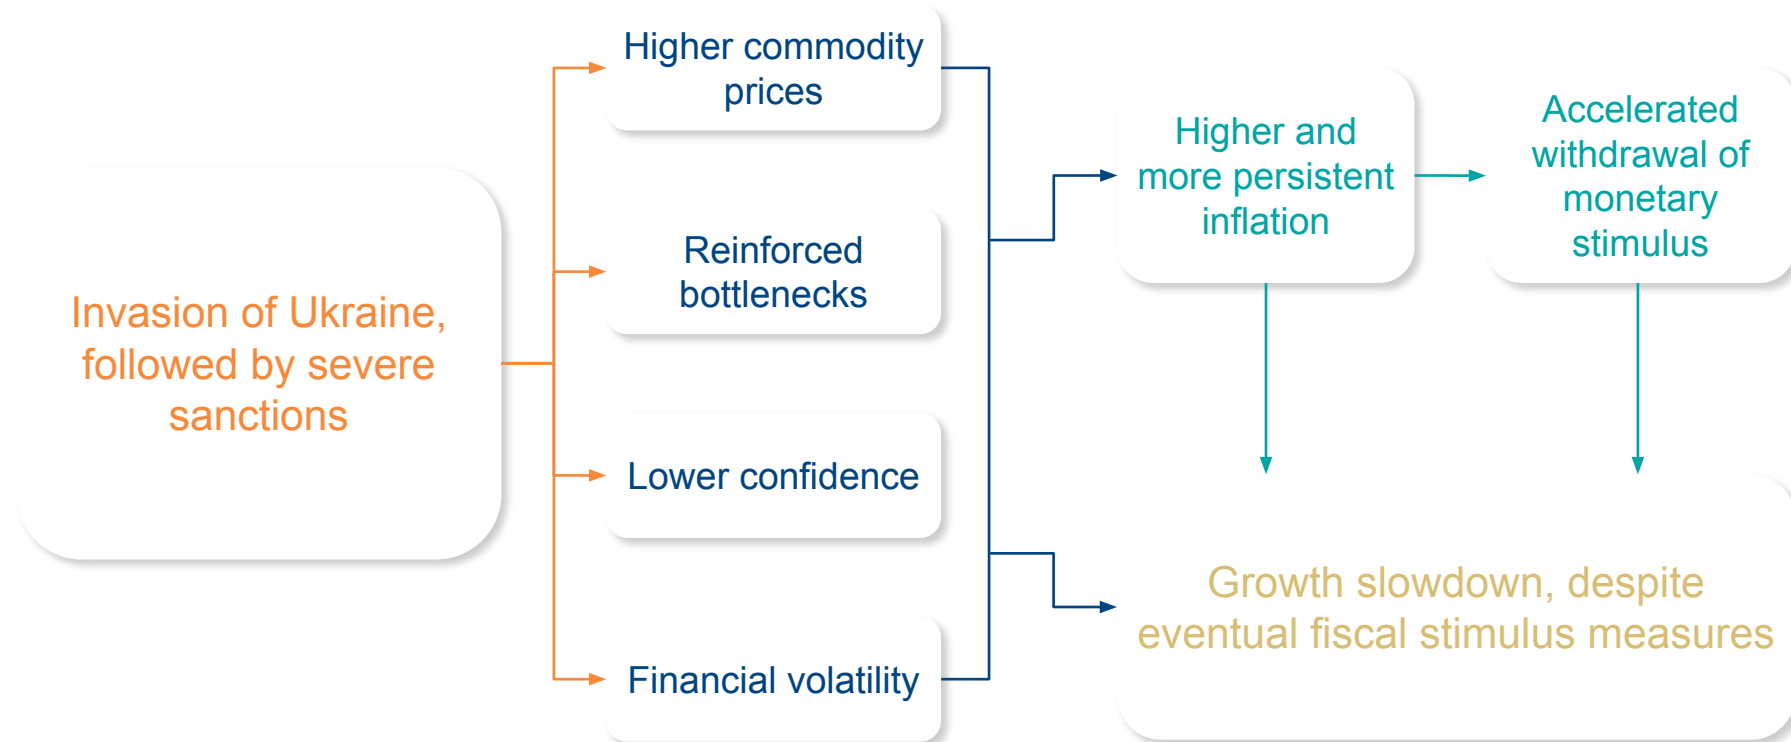 Invasion of Ukraine,
followed by severe
sanctions
Higher commodity
prices
Reinforced
bottlenecks
Lower confidence
Financial volatility
Higher and
more persistent
inflation
Accelerated
withdrawal of
monetary
stimulus
Growth slowdown, despite
eventual fiscal stimulus measures